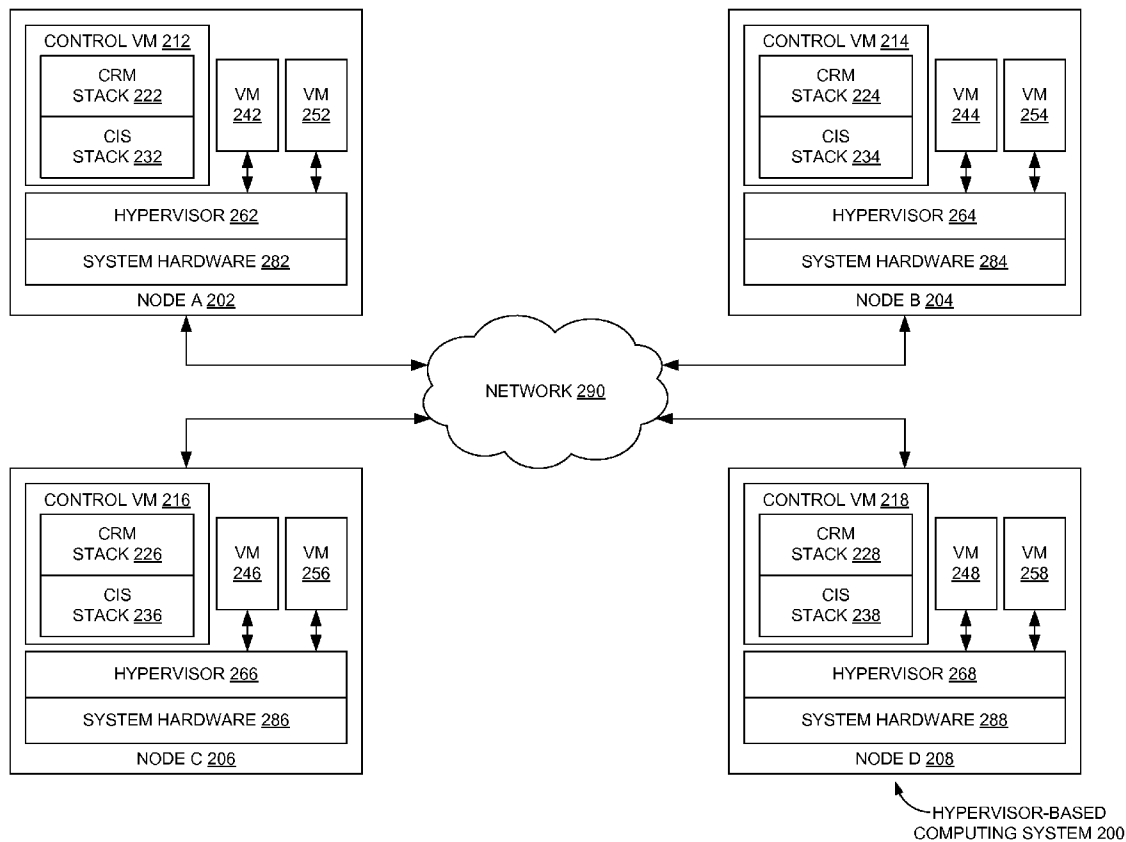 CONTROL VM 212
CRM
STACK 222
CIS
STACK 232
VM
242
VM
252
HYPERVISOR 262
SYSTEM HARDWARE 282
NODE A 202
CONTROL VM 214
CRM
STACK 224
CIS
STACK 234
VM
244
VM
254
HYPERVISOR 264
SYSTEM HARDWARE 284
NODE B 204
NETWORK 290
CONTROL VM 216
CRM
STACK 226
CIS
STACK 236
VM
246
VM
256
HYPERVISOR 266
SYSTEM HARDWARE 286
NODE C 206
CONTROL VM 218
CRM
STACK 228
CIS
STACK 238
VM
248
VM
258
HYPERVISOR 268
SYSTEM HARDWARE 288
NODE D 208
HYPERVISOR-BASED
COMPUTING SYSTEM 200